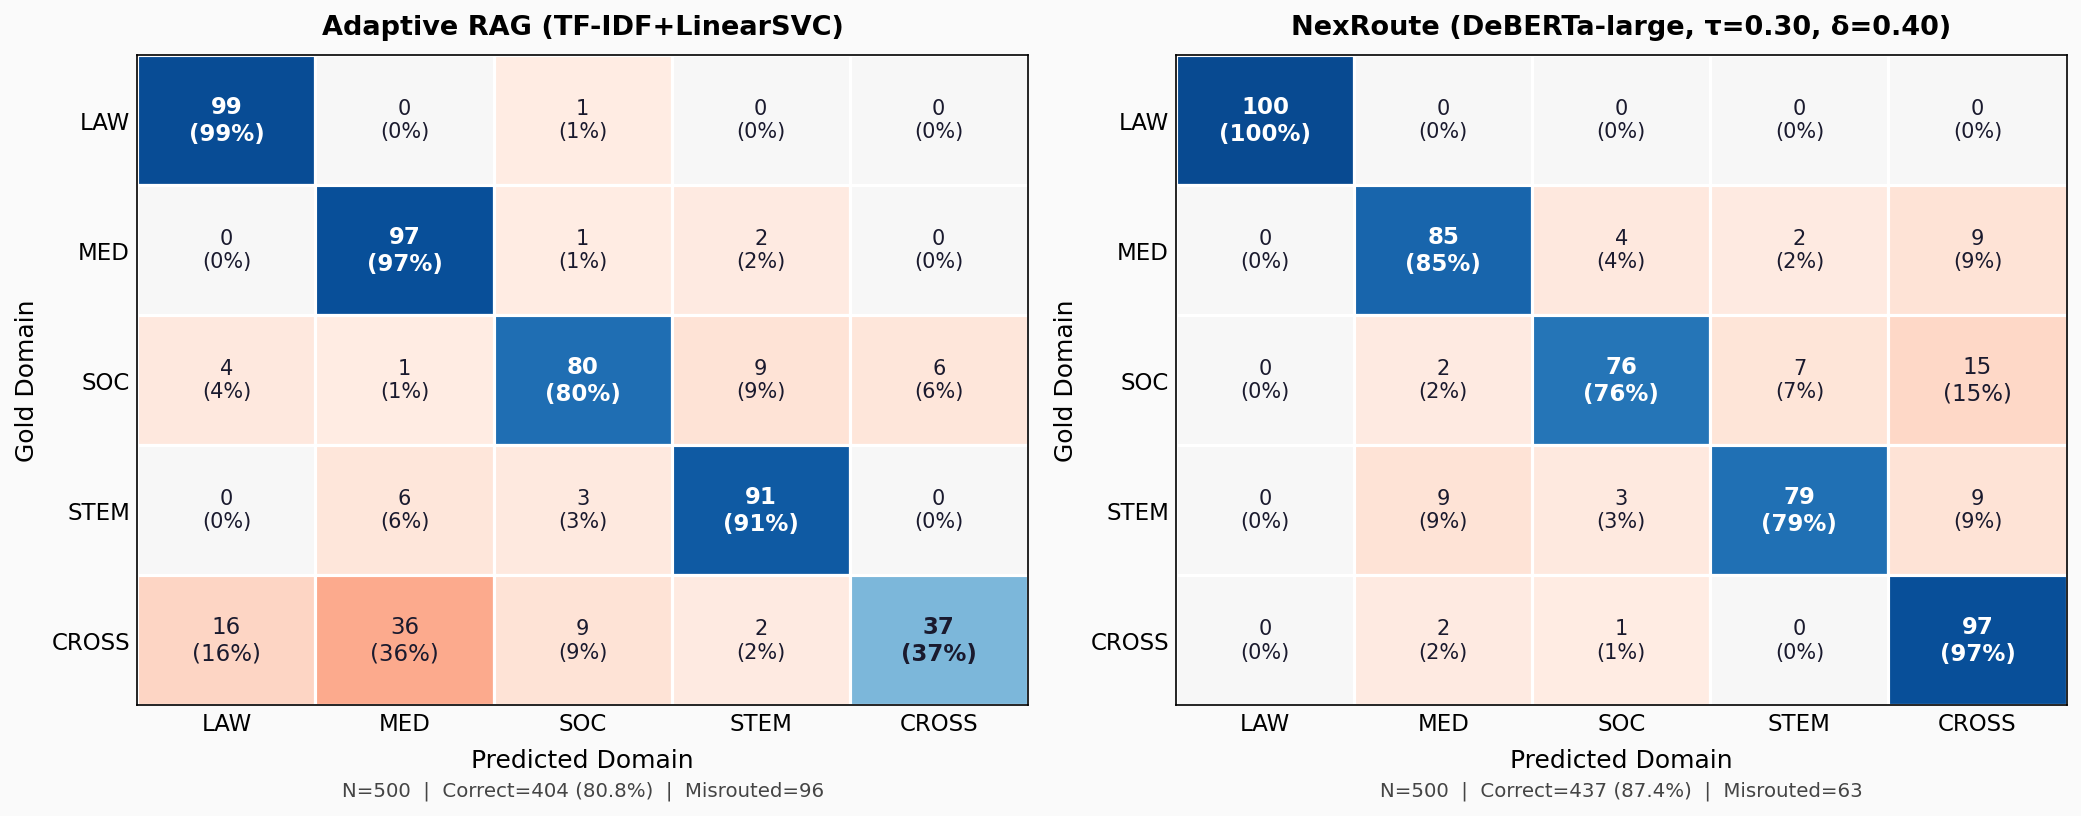 Adaptive RAG (TF-IDF+LinearSVC)
Gold Domain
LAW
99 0 1 0 0
(99%) (0%) (1%) (0%) (0%)
MED
0 97 1 2 0
(0%) (97%) (1%) (2%) (0%)
SOC
4 1 80 9 6
(4%) (1%) (80%) (9%) (6%)
STEM
0 6 3 91 0
(0%) (6%) (3%) (91%) (0%)
CROSS
16 36 9 2 37
(16%) (36%) (9%) (2%) (37%)
LAW MED SOC STEM CROSS
Predicted Domain
N=500 | Correct=404 (80.8%) | Misrouted=96
NexRoute (DeBERTa-large, τ=0.30, δ=0.40)
Gold Domain
LAW
100 0 0 0 0
(100%) (0%) (0%) (0%) (0%)
MED
0 85 4 2 9
(0%) (85%) (4%) (2%) (9%)
SOC
0 2 76 7 15
(0%) (2%) (76%) (7%) (15%)
STEM
0 9 3 79 9
(0%) (9%) (3%) (79%) (9%)
CROSS
0 2 1 0 97
(0%) (2%) (1%) (0%) (97%)
LAW MED SOC STEM CROSS
Predicted Domain
N=500 | Correct=437 (87.4%) | Misrouted=63